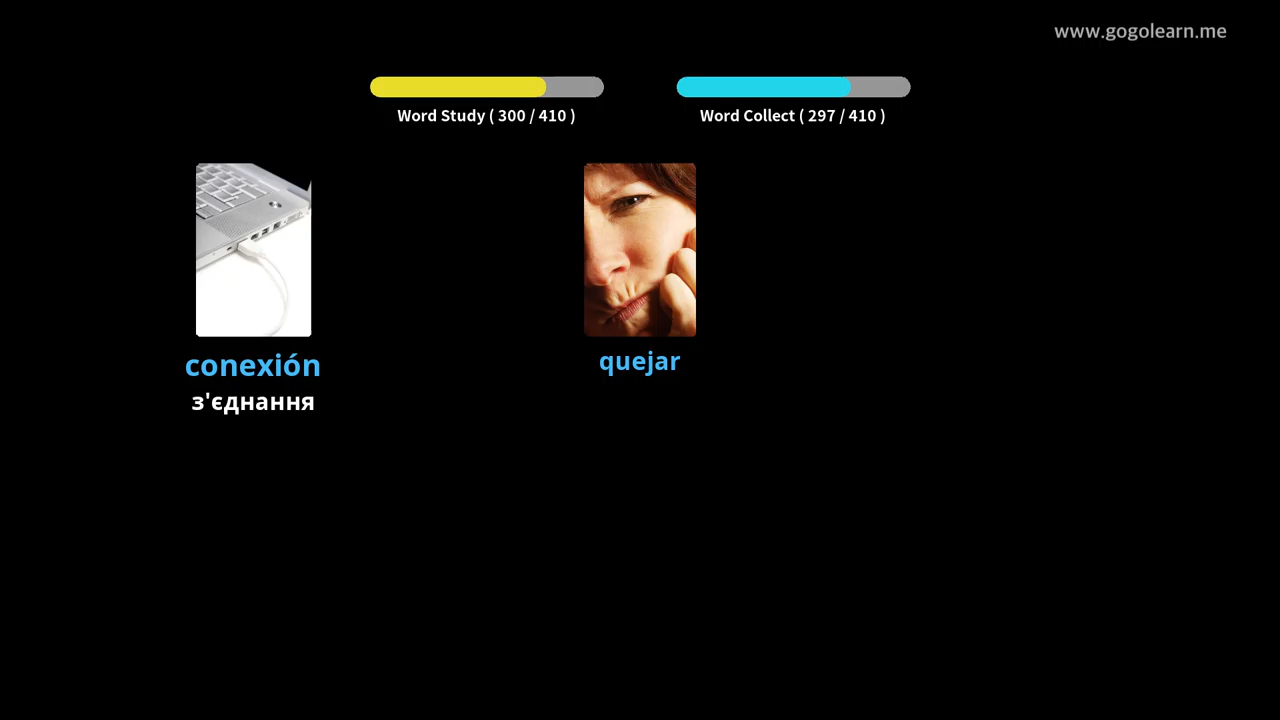 www.gogolearn.me
Word Study ( 300 / 410 )
Word Collect ( 297 / 410 )
conexión
з'єднання
quejar